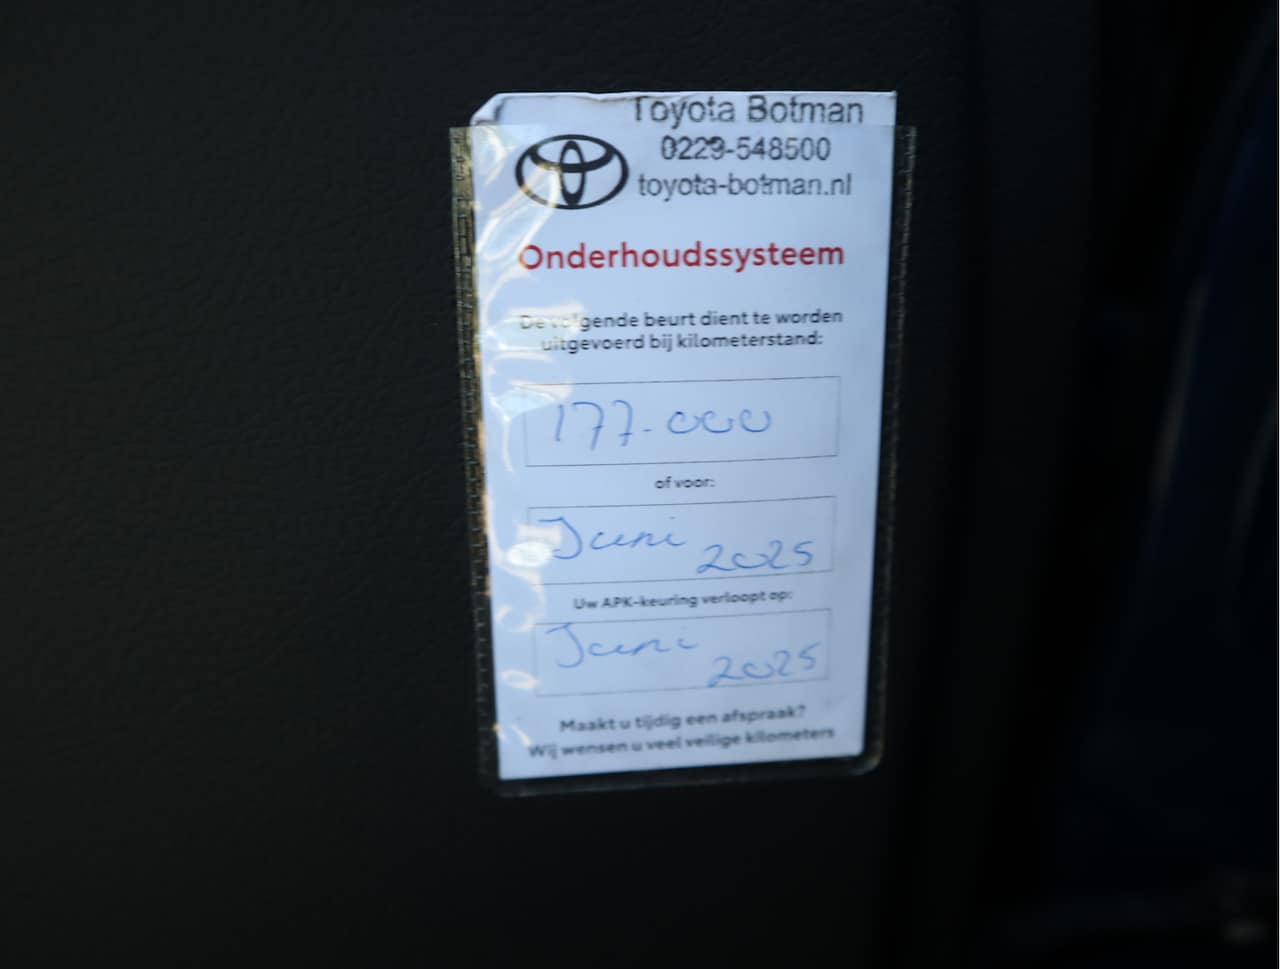 Toyota Botman
0229-548500
toyota-botman.nl
Onderhoudssysteem
De volgende beurt dient te worden
uitgevoerd bij kilometerstand:
177.000
of voor:
Juni 2025
Uw APK-keuring verloopt op:
Juni 2025
Maakt u tijdig een afspraak?
Wij wensen u veel veilige kilometers